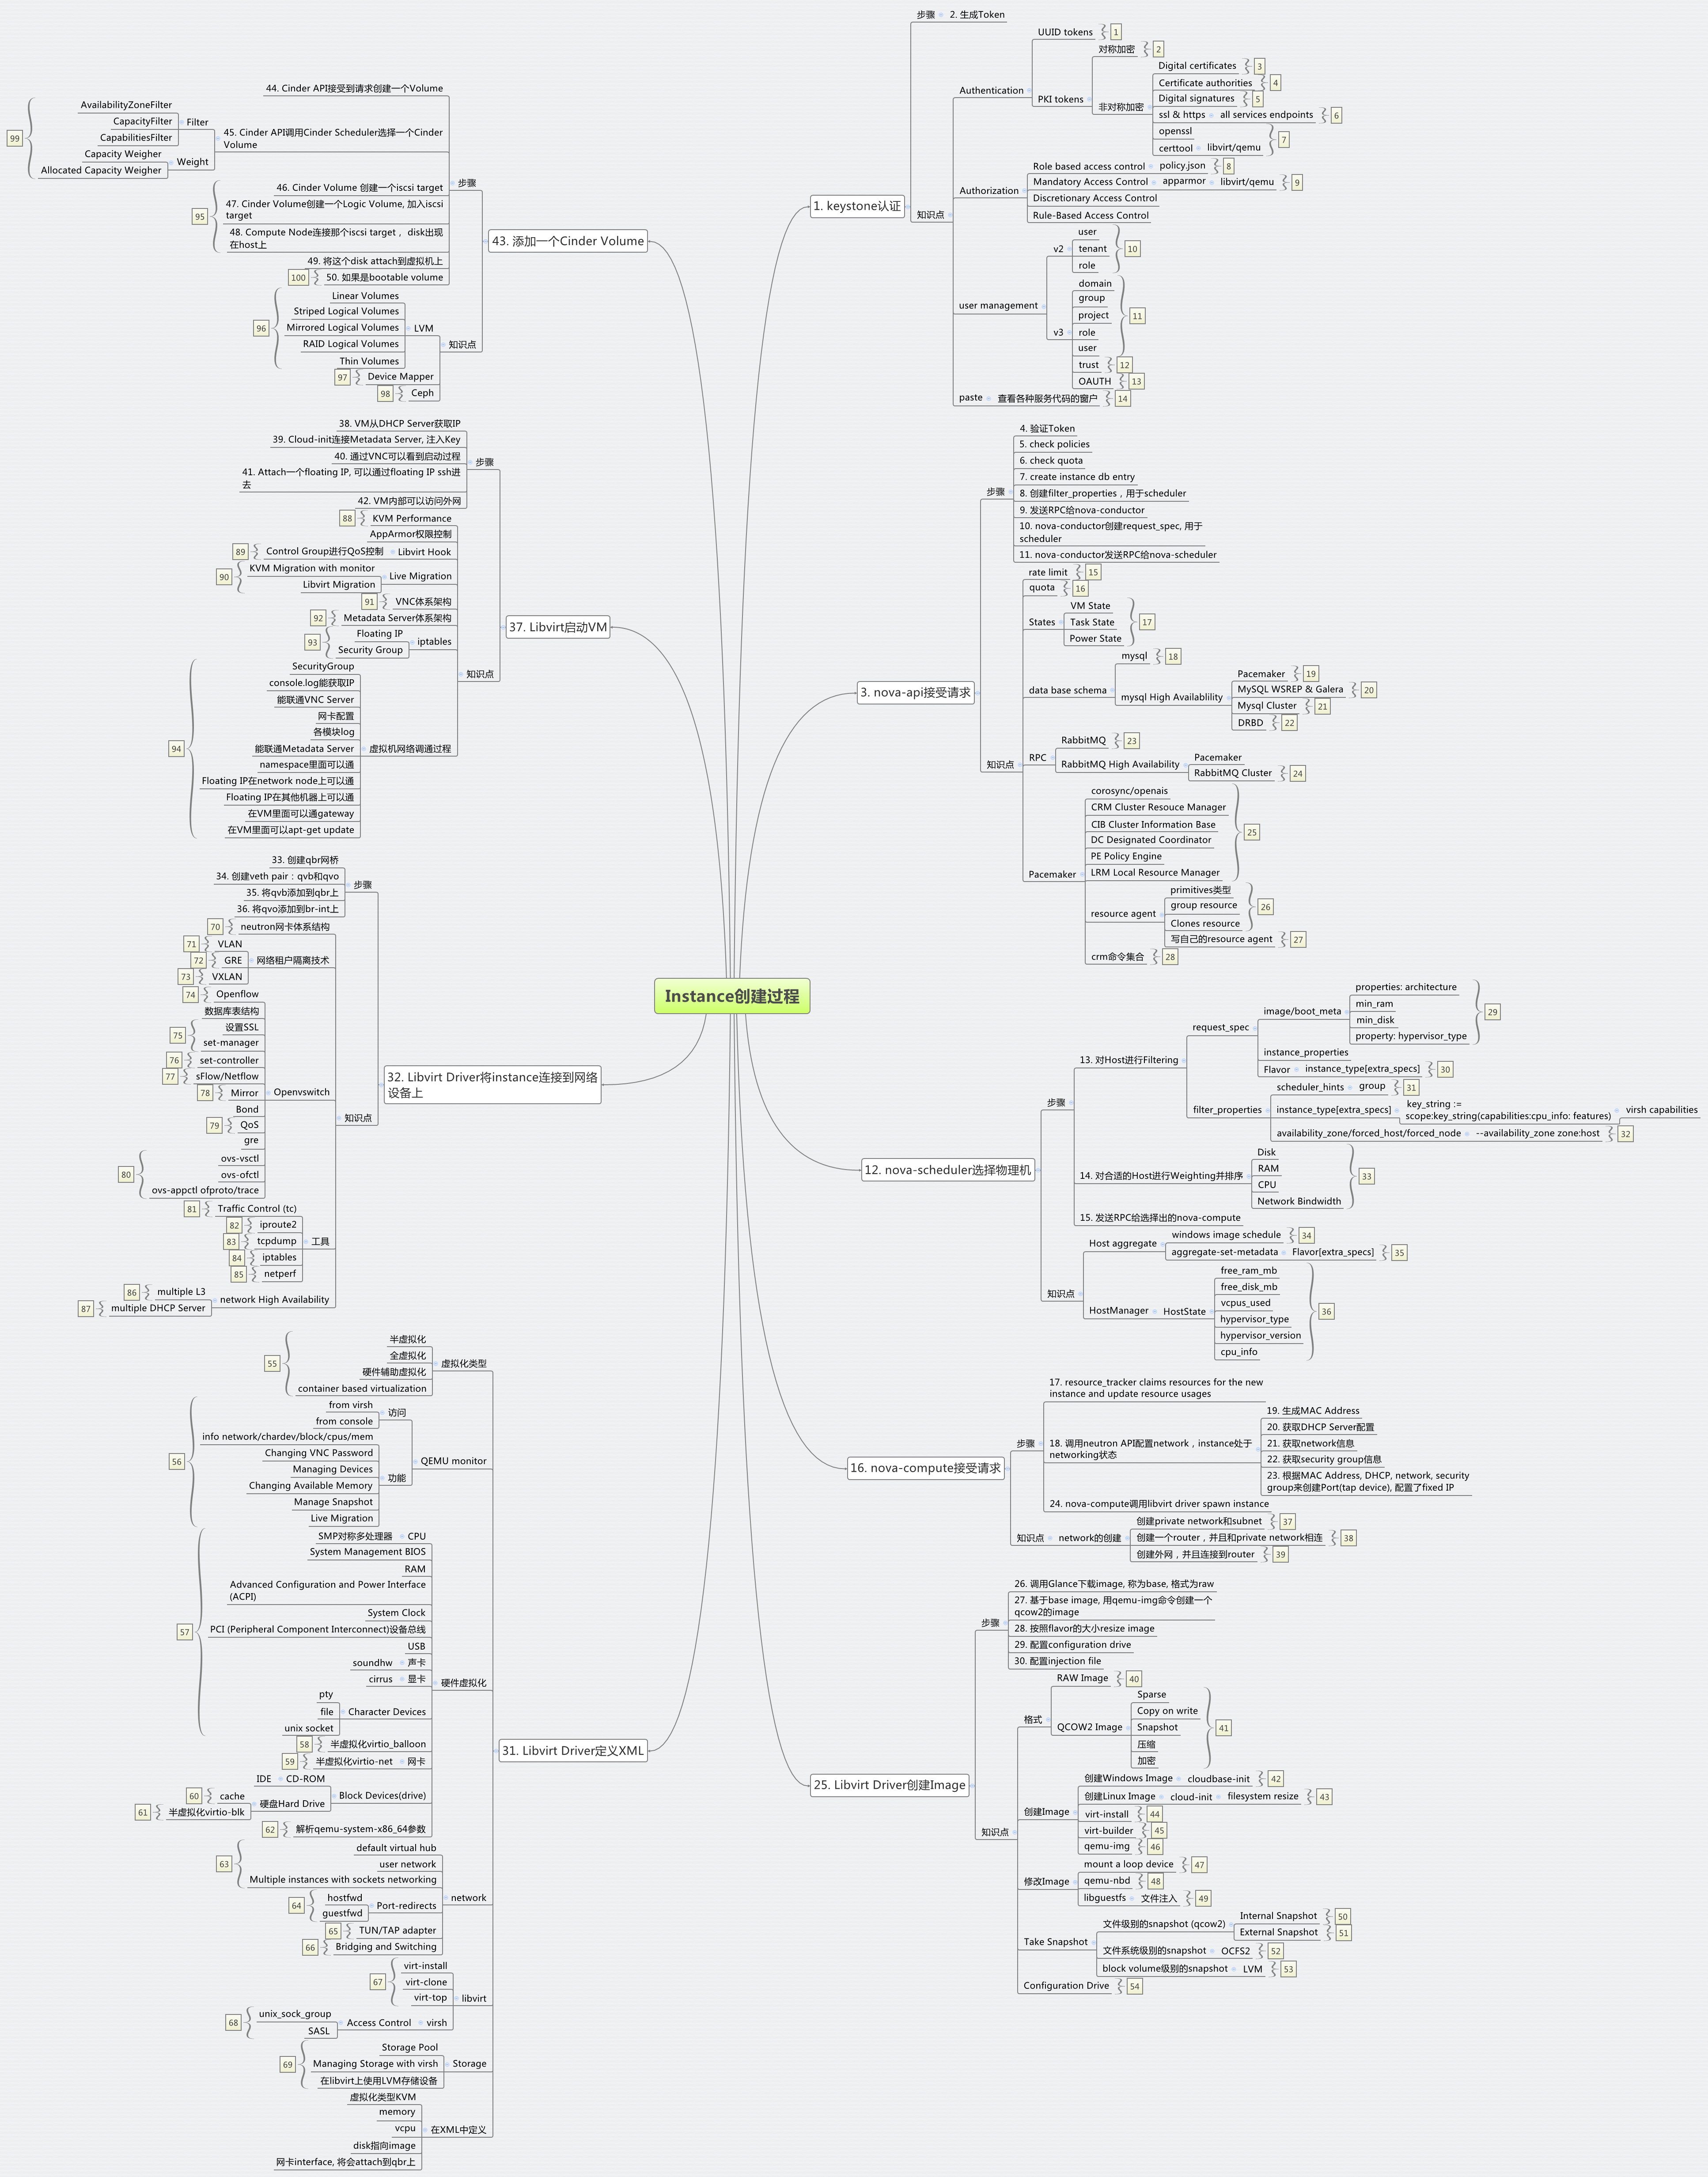 Instance创建过程
1. keystone认证
步骤
2. 生成Token
知识点
Authentication
UUID tokens
1
PKI tokens
对称加密
2
非对称加密
Digital certificates
3
Certificate authorities
4
Digital signatures
5
ssl & https
all services endpoints
6
openssl
certtool
libvirt/qemu
7
Authorization
Role based access control
policy.json
8
Mandatory Access Control
apparmor
libvirt/qemu
9
Discretionary Access Control
Rule-Based Access Control
user management
v2
user
tenant
role
10
v3
domain
group
project
role
user
11
trust
12
OAUTH
13
paste
查看各种服务代码的窗户
14
3. nova-api接受请求
步骤
4. 验证Token
5. check policies
6. check quota
7. create instance db entry
8. 创建filter_properties，用于scheduler
9. 发送RPC给nova-conductor
10. nova-conductor创建request_spec, 用于
scheduler
11. nova-conductor发送RPC给nova-scheduler
知识点
rate limit
15
quota
16
States
VM State
Task State
Power State
17
data base schema
mysql
18
mysql High Availablility
Pacemaker
19
MySQL WSREP & Galera
20
Mysql Cluster
21
DRBD
22
RPC
RabbitMQ
23
RabbitMQ High Availability
Pacemaker
RabbitMQ Cluster
24
Pacemaker
corosync/openais
CRM Cluster Resouce Manager
CIB Cluster Information Base
DC Designated Coordinator
PE Policy Engine
LRM Local Resource Manager
25
resource agent
primitives类型
group resource
Clones resource
26
写自己的resource agent
27
crm命令集合
28
12. nova-scheduler选择物理机
步骤
13. 对Host进行Filtering
request_spec
image/boot_meta
properties: architecture
min_ram
min_disk
property: hypervisor_type
29
instance_properties
Flavor
instance_type[extra_specs]
30
filter_properties
scheduler_hints
group
31
instance_type[extra_specs]
key_string :=
scope:key_string(capabilities:cpu_info: features)
virsh capabilities
availability_zone/forced_host/forced_node
--availability_zone zone:host
32
14. 对合适的Host进行Weighting并排序
Disk
RAM
CPU
Network Bindwidth
33
15. 发送RPC给选择出的nova-compute
知识点
Host aggregate
windows image schedule
34
aggregate-set-metadata
Flavor[extra_specs]
35
HostManager
HostState
free_ram_mb
free_disk_mb
vcpus_used
hypervisor_type
hypervisor_version
cpu_info
36
16. nova-compute接受请求
步骤
17. resource_tracker claims resources for the new
instance and update resource usages
18. 调用neutron API配置network，instance处于
networking状态
19. 生成MAC Address
20. 获取DHCP Server配置
21. 获取network信息
22. 获取security group信息
23. 根据MAC Address, DHCP, network, security
group来创建Port(tap device), 配置了fixed IP
24. nova-compute调用libvirt driver spawn instance
知识点
network的创建
创建private network和subnet
37
创建一个router，并且和private network相连
38
创建外网，并且连接到router
39
25. Libvirt Driver创建Image
步骤
26. 调用Glance下载image, 称为base, 格式为raw
27. 基于base image, 用qemu-img命令创建一个
qcow2的image
28. 按照flavor的大小resize image
29. 配置configuration drive
30. 配置injection file
知识点
格式
RAW Image
40
QCOW2 Image
Sparse
Copy on write
Snapshot
压缩
加密
41
创建Image
创建Windows Image
cloudbase-init
42
创建Linux Image
cloud-init
filesystem resize
43
virt-install
44
virt-builder
45
qemu-img
46
修改Image
mount a loop device
47
qemu-nbd
48
libguestfs
文件注入
49
Take Snapshot
文件级别的snapshot (qcow2)
Internal Snapshot
50
External Snapshot
51
文件系统级别的snapshot
OCFS2
52
block volume级别的snapshot
LVM
53
Configuration Drive
54
43. 添加一个Cinder Volume
步骤
44. Cinder API接受到请求创建一个Volume
45. Cinder API调用Cinder Scheduler选择一个Cinder
Volume
Filter
AvailabilityZoneFilter
CapacityFilter
CapabilitiesFilter
Weight
Capacity Weigher
Allocated Capacity Weigher
99
46. Cinder Volume 创建一个iscsi target
47. Cinder Volume创建一个Logic Volume, 加入iscsi
target
48. Compute Node连接那个iscsi target， disk出现
在host上
95
49. 将这个disk attach到虚拟机上
50. 如果是bootable volume
100
知识点
LVM
Linear Volumes
Striped Logical Volumes
Mirrored Logical Volumes
RAID Logical Volumes
Thin Volumes
96
Device Mapper
97
Ceph
98
37. Libvirt启动VM
步骤
38. VM从DHCP Server获取IP
39. Cloud-init连接Metadata Server, 注入Key
40. 通过VNC可以看到启动过程
41. Attach一个floating IP, 可以通过floating IP ssh进
去
42. VM内部可以访问外网
知识点
KVM Performance
88
AppArmor权限控制
Libvirt Hook
Control Group进行QoS控制
89
Live Migration
KVM Migration with monitor
Libvirt Migration
90
VNC体系架构
91
Metadata Server体系架构
92
iptables
Floating IP
Security Group
93
虚拟机网络调通过程
SecurityGroup
console.log能获取IP
能联通VNC Server
网卡配置
各模块log
能联通Metadata Server
namespace里面可以通
Floating IP在network node上可以通
Floating IP在其他机器上可以通
在VM里面可以通gateway
在VM里面可以apt-get update
94
32. Libvirt Driver将instance连接到网络
设备上
步骤
33. 创建qbr网桥
34. 创建veth pair：qvb和qvo
35. 将qvb添加到qbr上
36. 将qvo添加到br-int上
知识点
neutron网卡体系结构
70
网络租户隔离技术
VLAN
71
GRE
72
VXLAN
73
Openflow
74
Openvswitch
数据库表结构
设置SSL
set-manager
75
set-controller
76
sFlow/Netflow
77
Mirror
78
Bond
QoS
79
gre
ovs-vsctl
ovs-ofctl
ovs-appctl ofproto/trace
80
Traffic Control (tc)
81
工具
iproute2
82
tcpdump
83
iptables
84
netperf
85
network High Availability
multiple L3
86
multiple DHCP Server
87
31. Libvirt Driver定义XML
虚拟化类型
半虚拟化
全虚拟化
硬件辅助虚拟化
container based virtualization
55
QEMU monitor
访问
from virsh
from console
功能
info network/chardev/block/cpus/mem
Changing VNC Password
Managing Devices
Changing Available Memory
Manage Snapshot
Live Migration
56
硬件虚拟化
CPU
SMP对称多处理器
System Management BIOS
RAM
Advanced Configuration and Power Interface
(ACPI)
System Clock
PCI (Peripheral Component Interconnect)设备总线
USB
声卡
soundhw
显卡
cirrus
Character Devices
pty
file
unix socket
57
半虚拟化virtio_balloon
58
网卡
半虚拟化virtio-net
59
Block Devices(drive)
CD-ROM
IDE
硬盘Hard Drive
cache
60
半虚拟化virtio-blk
61
解析qemu-system-x86_64参数
62
network
default virtual hub
user network
Multiple instances with sockets networking
63
Port-redirects
hostfwd
guestfwd
64
TUN/TAP adapter
65
Bridging and Switching
66
libvirt
virt-install
virt-clone
virt-top
67
virsh
Access Control
unix_sock_group
SASL
68
Storage
Storage Pool
Managing Storage with virsh
在libvirt上使用LVM存储设备
69
在XML中定义
虚拟化类型KVM
memory
vcpu
disk指向image
网卡interface, 将会attach到qbr上